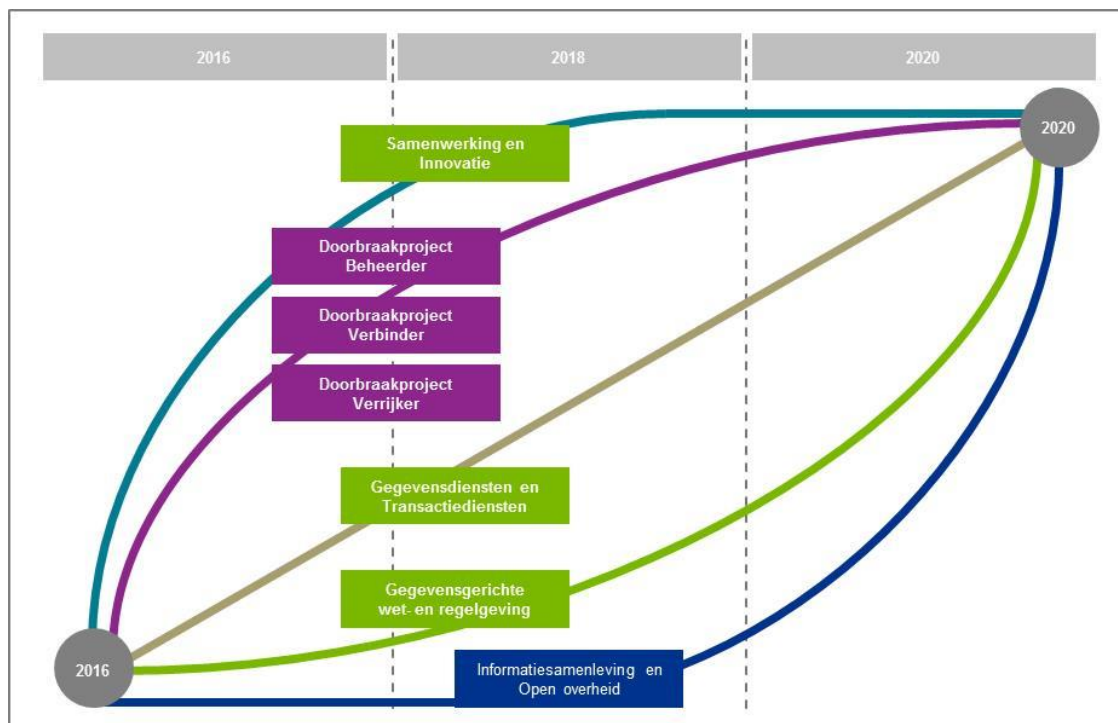 2016
2018
2020
2020
Samenwerking en
Innovatie
Doorbraakproject
Beheerder
Doorbraakproject
Verbinder
Doorbraakproject
Verrijker
Gegevensdiensten en
Transactiediensten
Gegevensgerichte
wet- en regelgeving
2016
Informatiesamenleving en
Open overheid